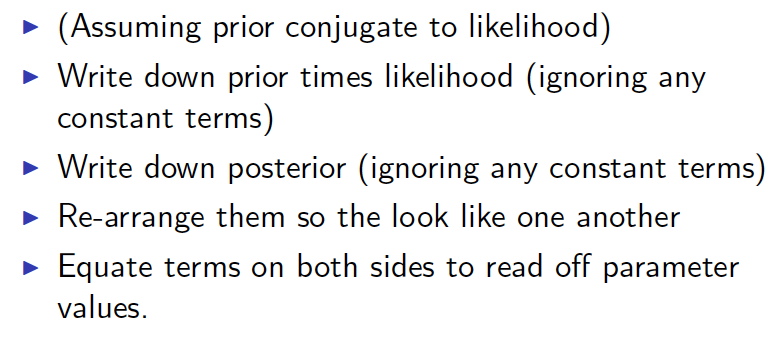 (Assuming prior conjugate to likelihood)
Write down prior times likelihood (ignoring any
constant terms)
Write down posterior (ignoring any constant terms)
Re-arrange them so the look like one another
Equate terms on both sides to read off parameter
values.